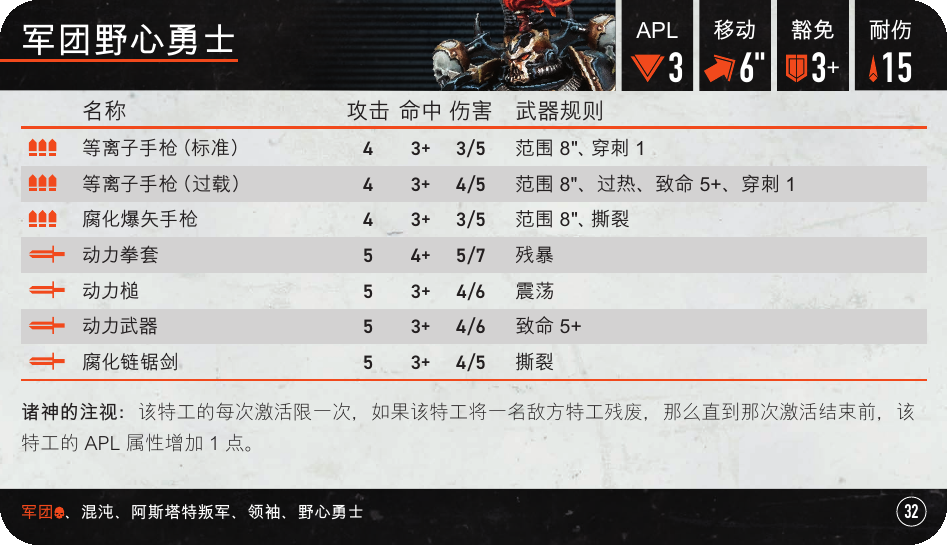 军团野心勇士
APL 移动 豁免 耐伤
3 6" 3+ 15
名称 攻击 命中 伤害 武器规则
等离子手枪（标准） 4 3+ 3/5 范围 8"、穿刺 1
等离子手枪（过载） 4 3+ 4/5 范围 8"、过热、致命 5+、穿刺 1
腐化爆矢手枪 4 3+ 3/5 范围 8"、撕裂
动力拳套 5 4+ 5/7 残暴
动力槌 5 3+ 4/6 震荡
动力武器 5 3+ 4/6 致命 5+
腐化链锯剑 5 3+ 4/5 撕裂
诸神的注视：该特工的每次激活限一次，如果该特工将一名敌方特工残废，那么直到那次激活结束前，该
特工的 APL 属性增加 1 点。
军团、混沌、阿斯塔特叛军、领袖、野心勇士
32